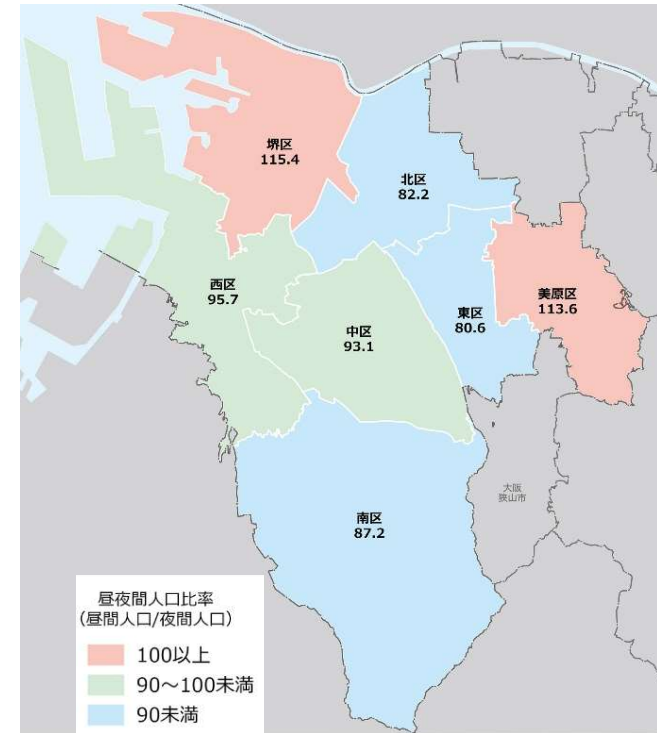 堺区
115.4
北区
82.2
西区
95.7
中区
93.1
東区
80.6
美原区
113.6
南区
87.2
大阪
狭山市
昼夜間人口比率
(昼間人口/夜間人口)
100以上
90~100未満
90未満